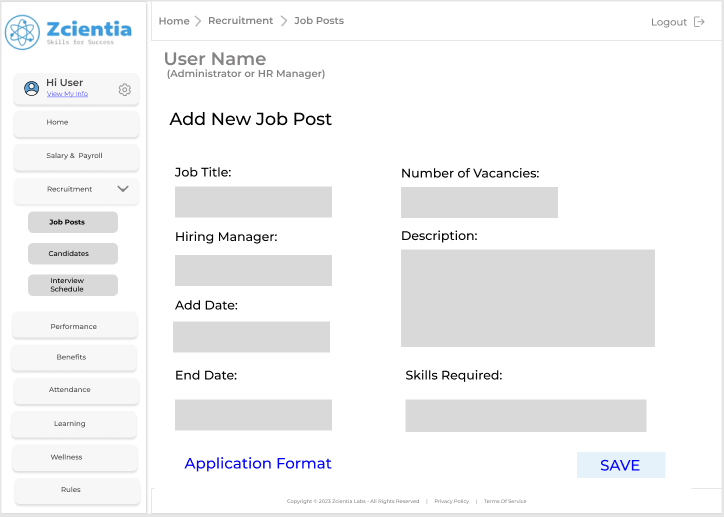 Zcientia
Skills for Success
Home > Recruitment > Job Posts
Logout
User Name
(Administrator or HR Manager)
Hi User
View My Info
Home
Salary & Payroll
Recruitment
Job Posts
Candidates
Interview
Schedule
Performance
Benefits
Attendance
Learning
Wellness
Rules
Add New Job Post
Job Title:
Number of Vacancies:
Hiring Manager:
Description:
Add Date:
End Date:
Skills Required:
Application Format
SAVE
Copyright © 2023 Zcientia Labs - All Rights Reserved | Privacy Policy | Terms Of Service